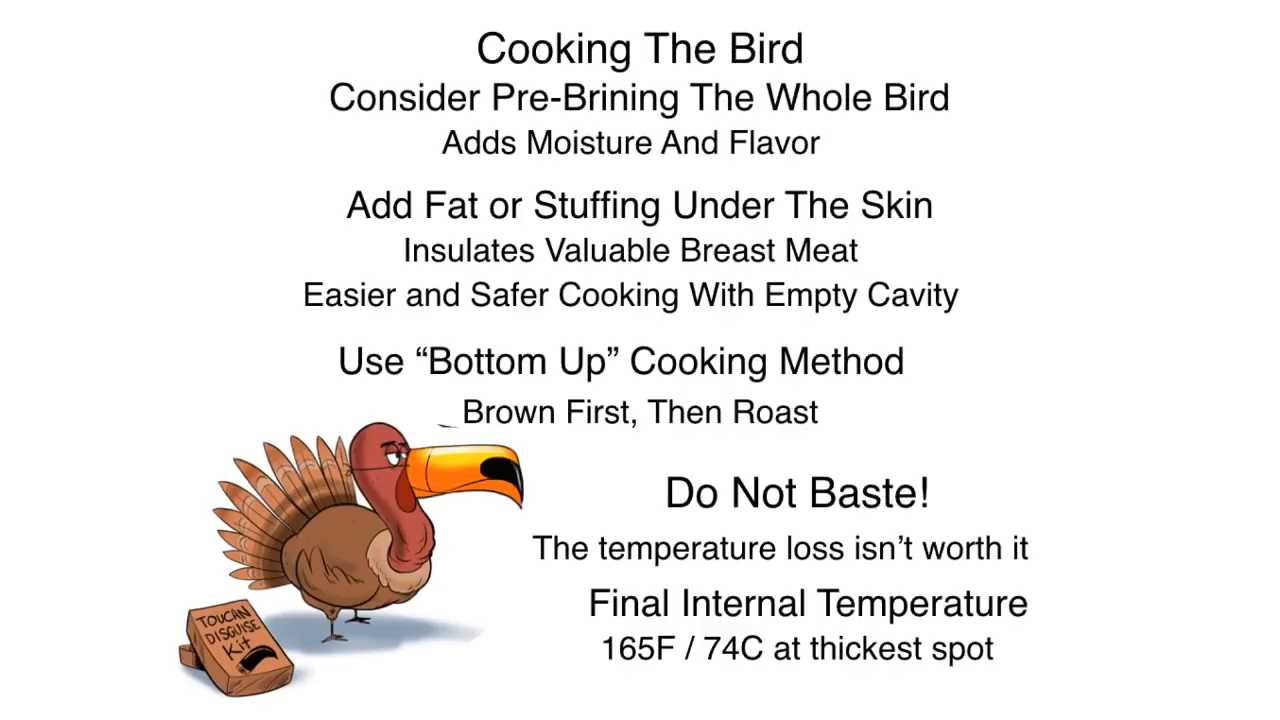 Cooking The Bird
Consider Pre-Brining The Whole Bird
Adds Moisture And Flavor
Add Fat or Stuffing Under The Skin
Insulates Valuable Breast Meat
Easier and Safer Cooking With Empty Cavity
Use “Bottom Up” Cooking Method
Brown First, Then Roast
Do Not Baste!
The temperature loss isn’t worth it
Final Internal Temperature
165F / 74C at thickest spot
TOUCAN
DISGUISE
KiT